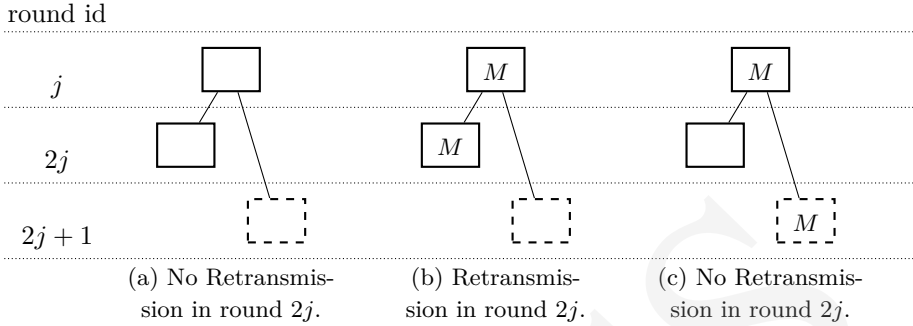 round id
j
M
M
2j
M
2j + 1
M
(a) No Retransmis-
sion in round 2j.
(b) Retransmis-
sion in round 2j.
(c) No Retransmis-
sion in round 2j.